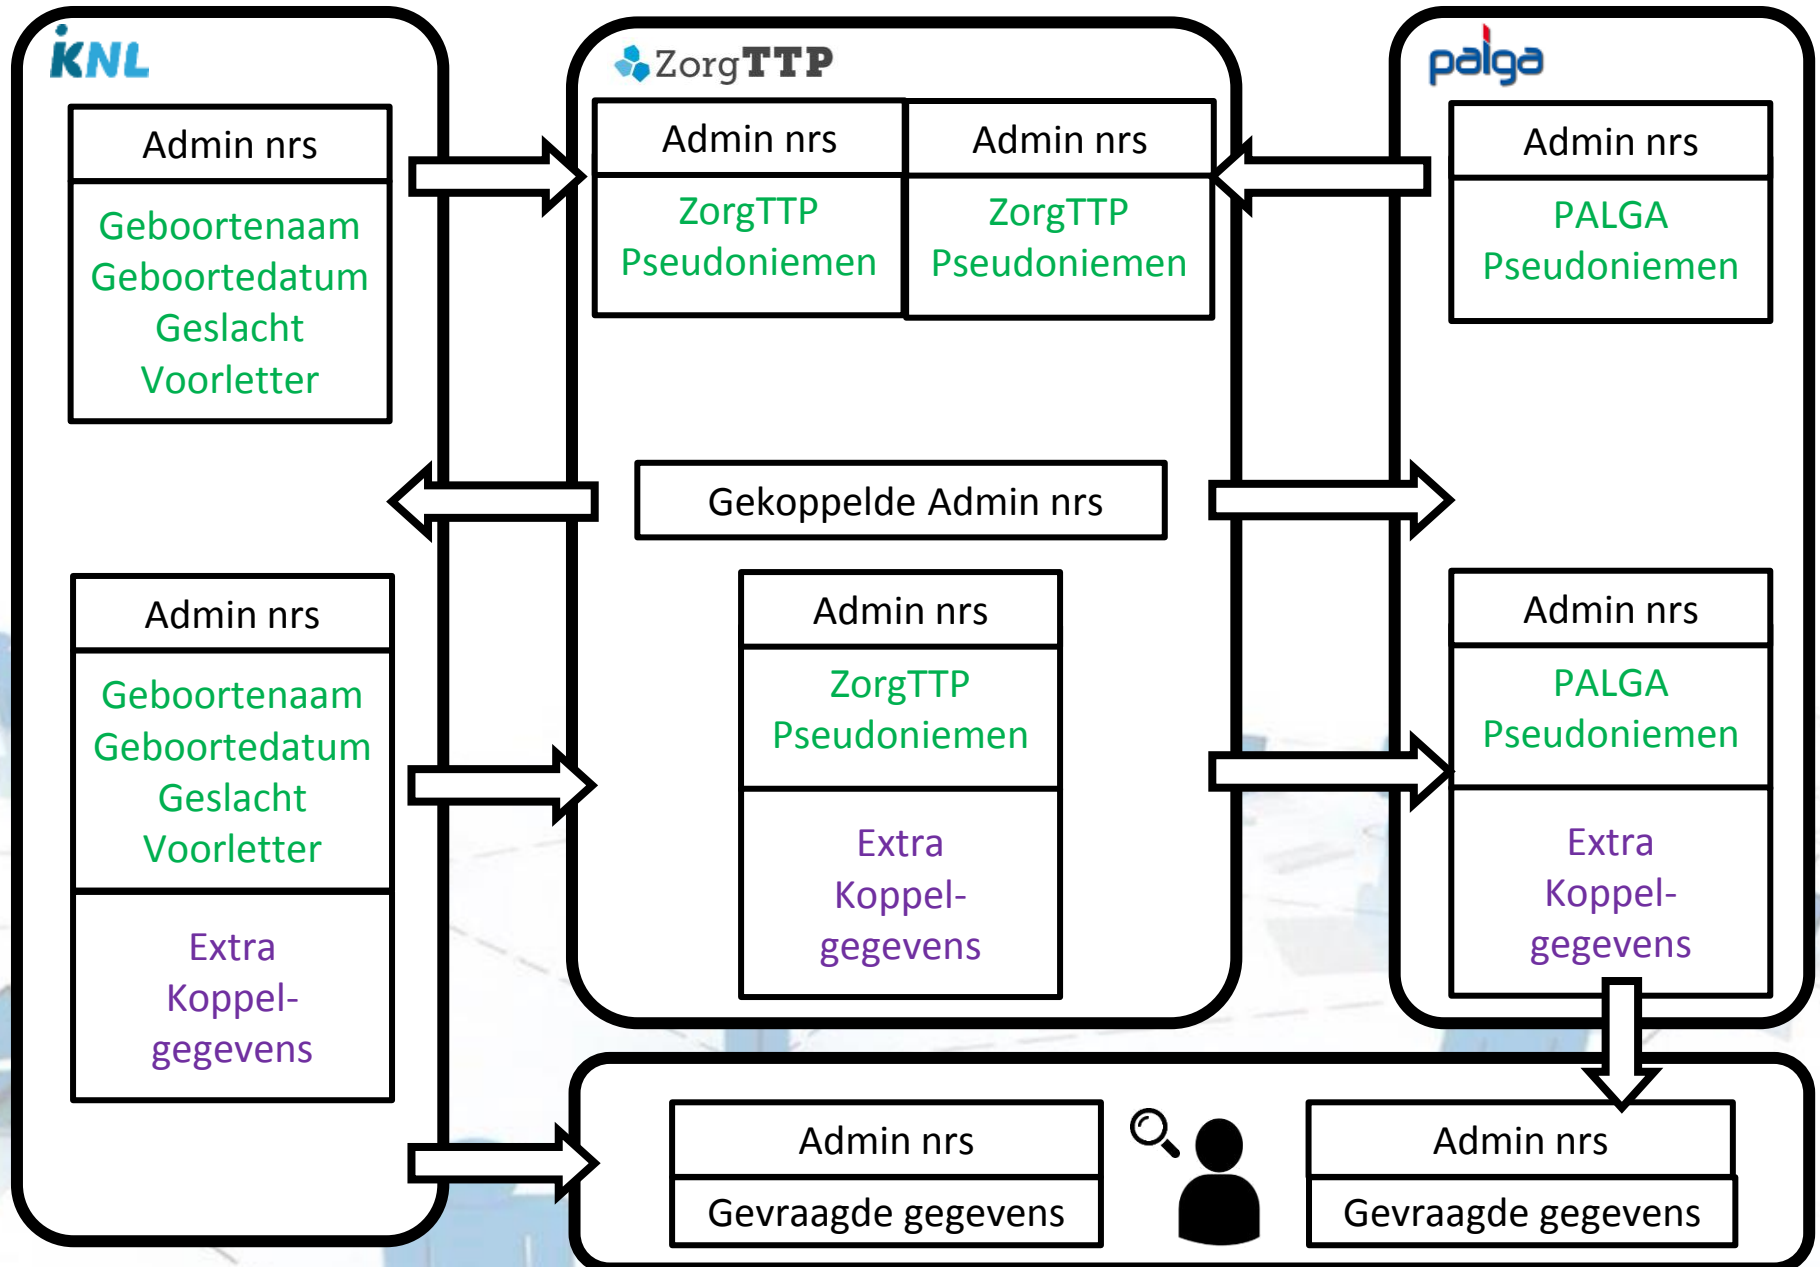 iKNL
Admin nrs
Geboortenaam
Geboortedatum
Geslacht
Voorletter
Admin nrs
Geboortenaam
Geboortedatum
Geslacht
Voorletter
Extra
Koppel-
gegevens
ZorgTTP
Admin nrs
ZorgTTP
Pseudoniemen
Admin nrs
ZorgTTP
Pseudoniemen
Gekoppelde Admin nrs
Admin nrs
ZorgTTP
Pseudoniemen
Extra
Koppel-
gegevens
palga
Admin nrs
PALGA
Pseudoniemen
Admin nrs
PALGA
Pseudoniemen
Extra
Koppel-
gegevens
Admin nrs
Gevraagde gegevens
Admin nrs
Gevraagde gegevens